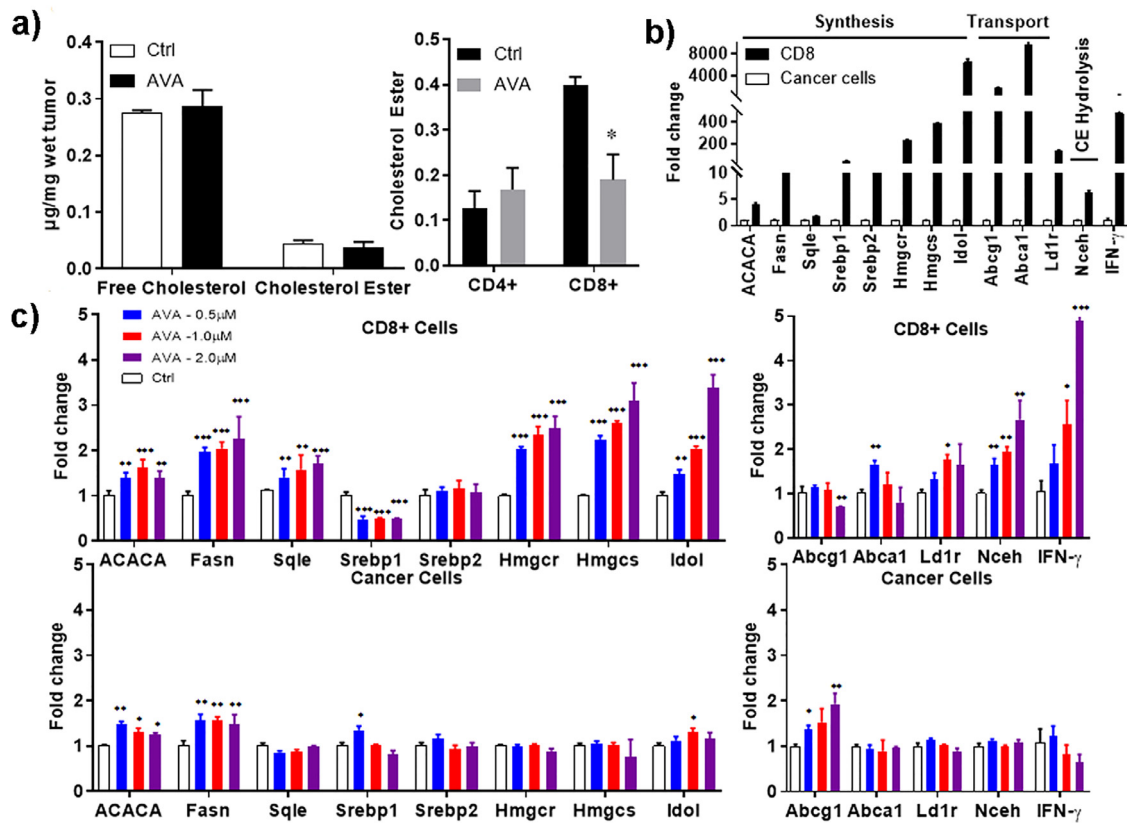 a)
µg/mg wet tumor
0.4
0.3
0.2
0.1
0.0
Ctrl
AVA
Free Cholesterol
Cholesterol Ester
Cholesterol Ester
0.5
0.4
0.3
0.2
0.1
0.0
Ctrl
AVA
*
CD4+
CD8+
b)
Synthesis
Transport
CE Hydrolysis
Fold change
8000
4000
400
200
10
5
0
CD8
Cancer cells
ACACA
Fasn
Sqle
Srebp1
Srebp2
Hmgcr
Hmgcs
Idol
Abcg1
Abca1
Ld1r
Nceh
IFN-γ
c)
CD8+ Cells
Fold change
5
4
3
2
1
0
AVA - 0.5µM
AVA -1.0µM
AVA - 2.0µM
Ctrl
** *** **
*** *** ***
** ** ***
*** *** ***
*** *** ***
*** *** ***
** *** ***
ACACA Fasn Sqle Srebp1 Srebp2 Hmgcr Hmgcs Idol
CD8+ Cells
Fold change
5
4
3
2
1
0
**
**
*
** ** **
* ***
Abcg1 Abca1 Ld1r Nceh IFN-γ
Cancer Cells
Fold change
5
4
3
2
1
0
** * *
** ** **
*
*
ACACA Fasn Sqle Srebp1 Srebp2 Hmgcr Hmgcs Idol
Cancer Cells
Fold change
5
4
3
2
1
0
* **
Abcg1 Abca1 Ld1r Nceh IFN-γ